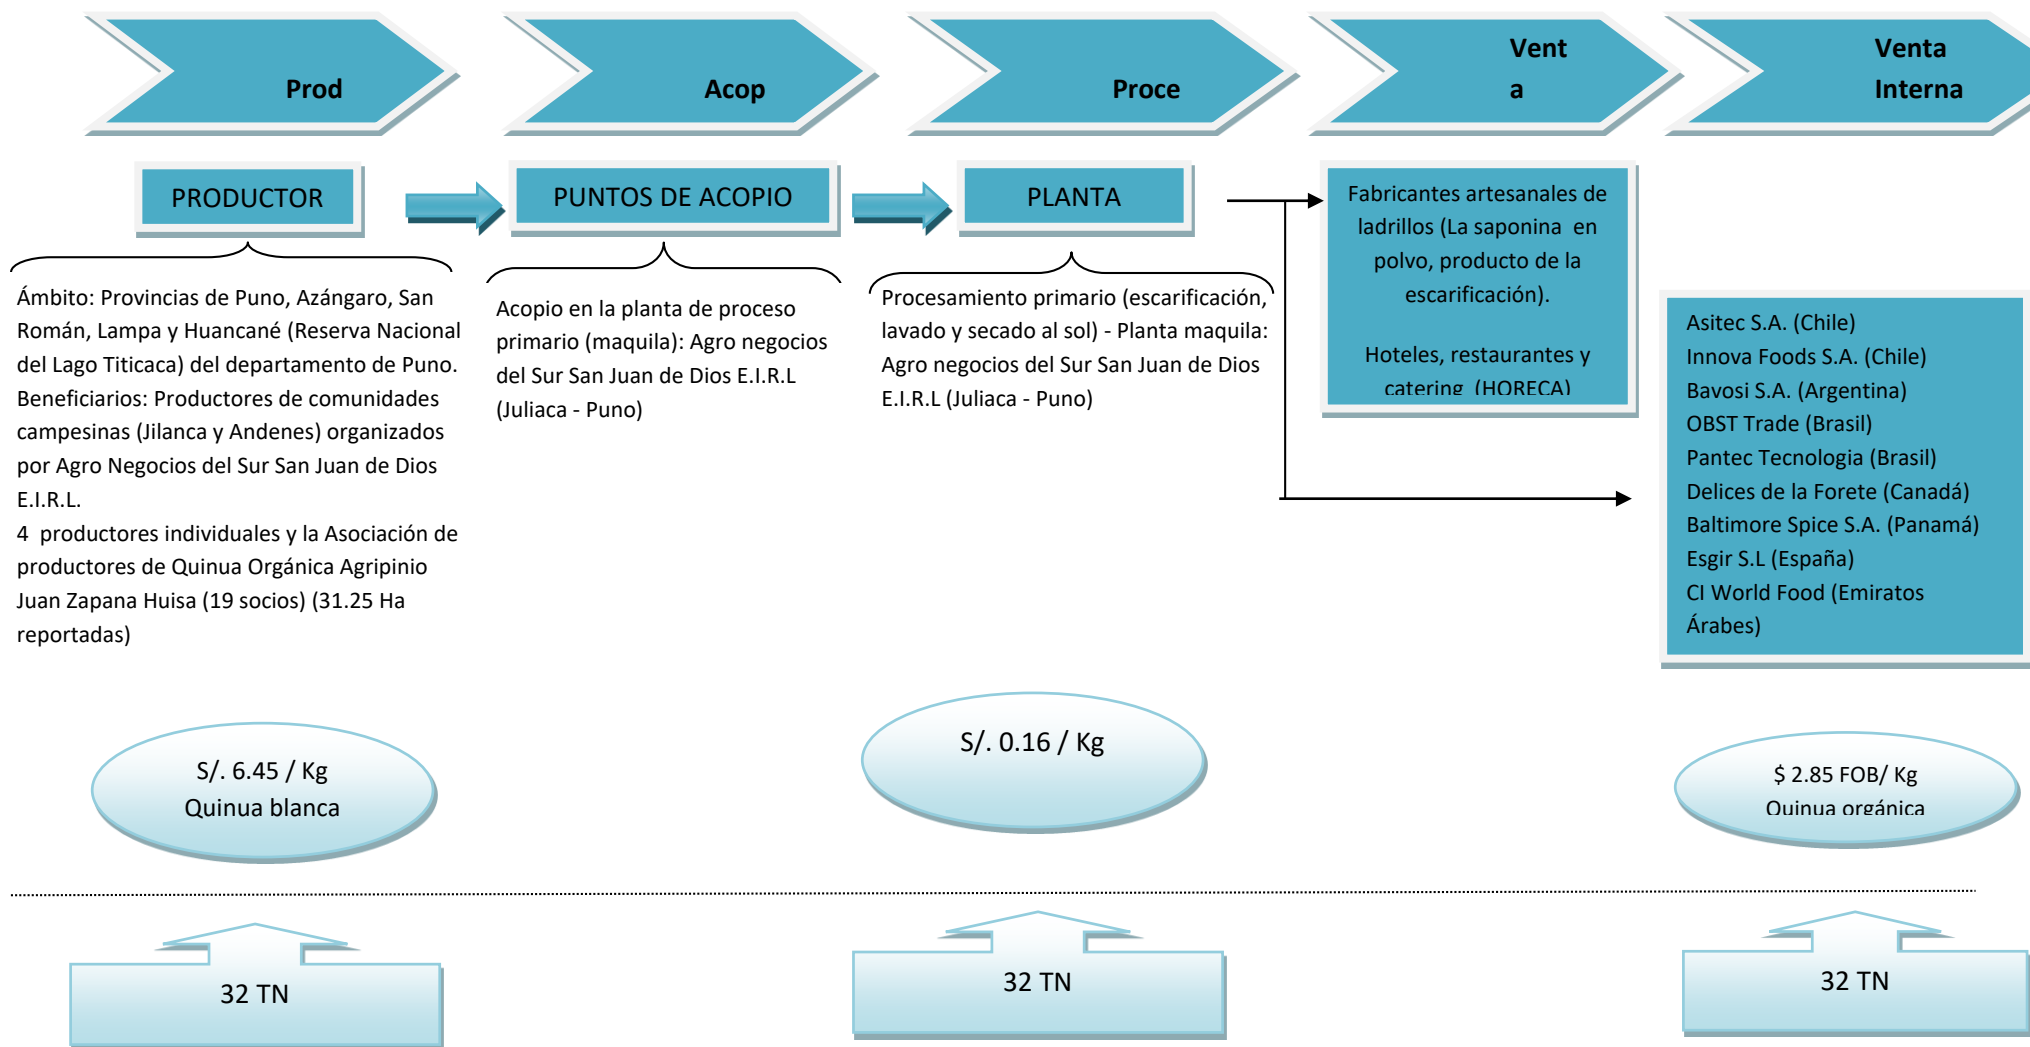 Prod
Acop
Proce
Vent
a
Venta
Interna
PRODUCTOR
PUNTOS DE ACOPIO
PLANTA
Ámbito: Provincias de Puno, Azángaro, San
Román, Lampa y Huancané (Reserva Nacional
del Lago Titicaca) del departamento de Puno.
Beneficiarios: Productores de comunidades
campesinas (Jilanca y Andenes) organizados
por Agro Negocios del Sur San Juan de Dios
E.I.R.L.
4 productores individuales y la Asociación de
productores de Quinua Orgánica Agripinio
Juan Zapana Huisa (19 socios) (31.25 Ha
reportadas)
Acopio en la planta de proceso
primario (maquila): Agro negocios
del Sur San Juan de Dios E.I.R.L
(Juliaca - Puno)
Procesamiento primario (escarificación,
lavado y secado al sol) - Planta maquila:
Agro negocios del Sur San Juan de Dios
E.I.R.L (Juliaca - Puno)
Fabricantes artesanales de
ladrillos (La saponina en
polvo, producto de la
escarificación).
Hoteles, restaurantes y
catering (HORECA)
Asitec S.A. (Chile)
Innova Foods S.A. (Chile)
Bavosi S.A. (Argentina)
OBST Trade (Brasil)
Pantec Tecnologia (Brasil)
Delices de la Forete (Canadá)
Baltimore Spice S.A. (Panamá)
Esgir S.L (España)
CI World Food (Emiratos
Árabes)
S/. 6.45 / Kg
Quinua blanca
S/. 0.16 / Kg
$ 2.85 FOB/ Kg
Quinua orgánica
32 TN
32 TN
32 TN